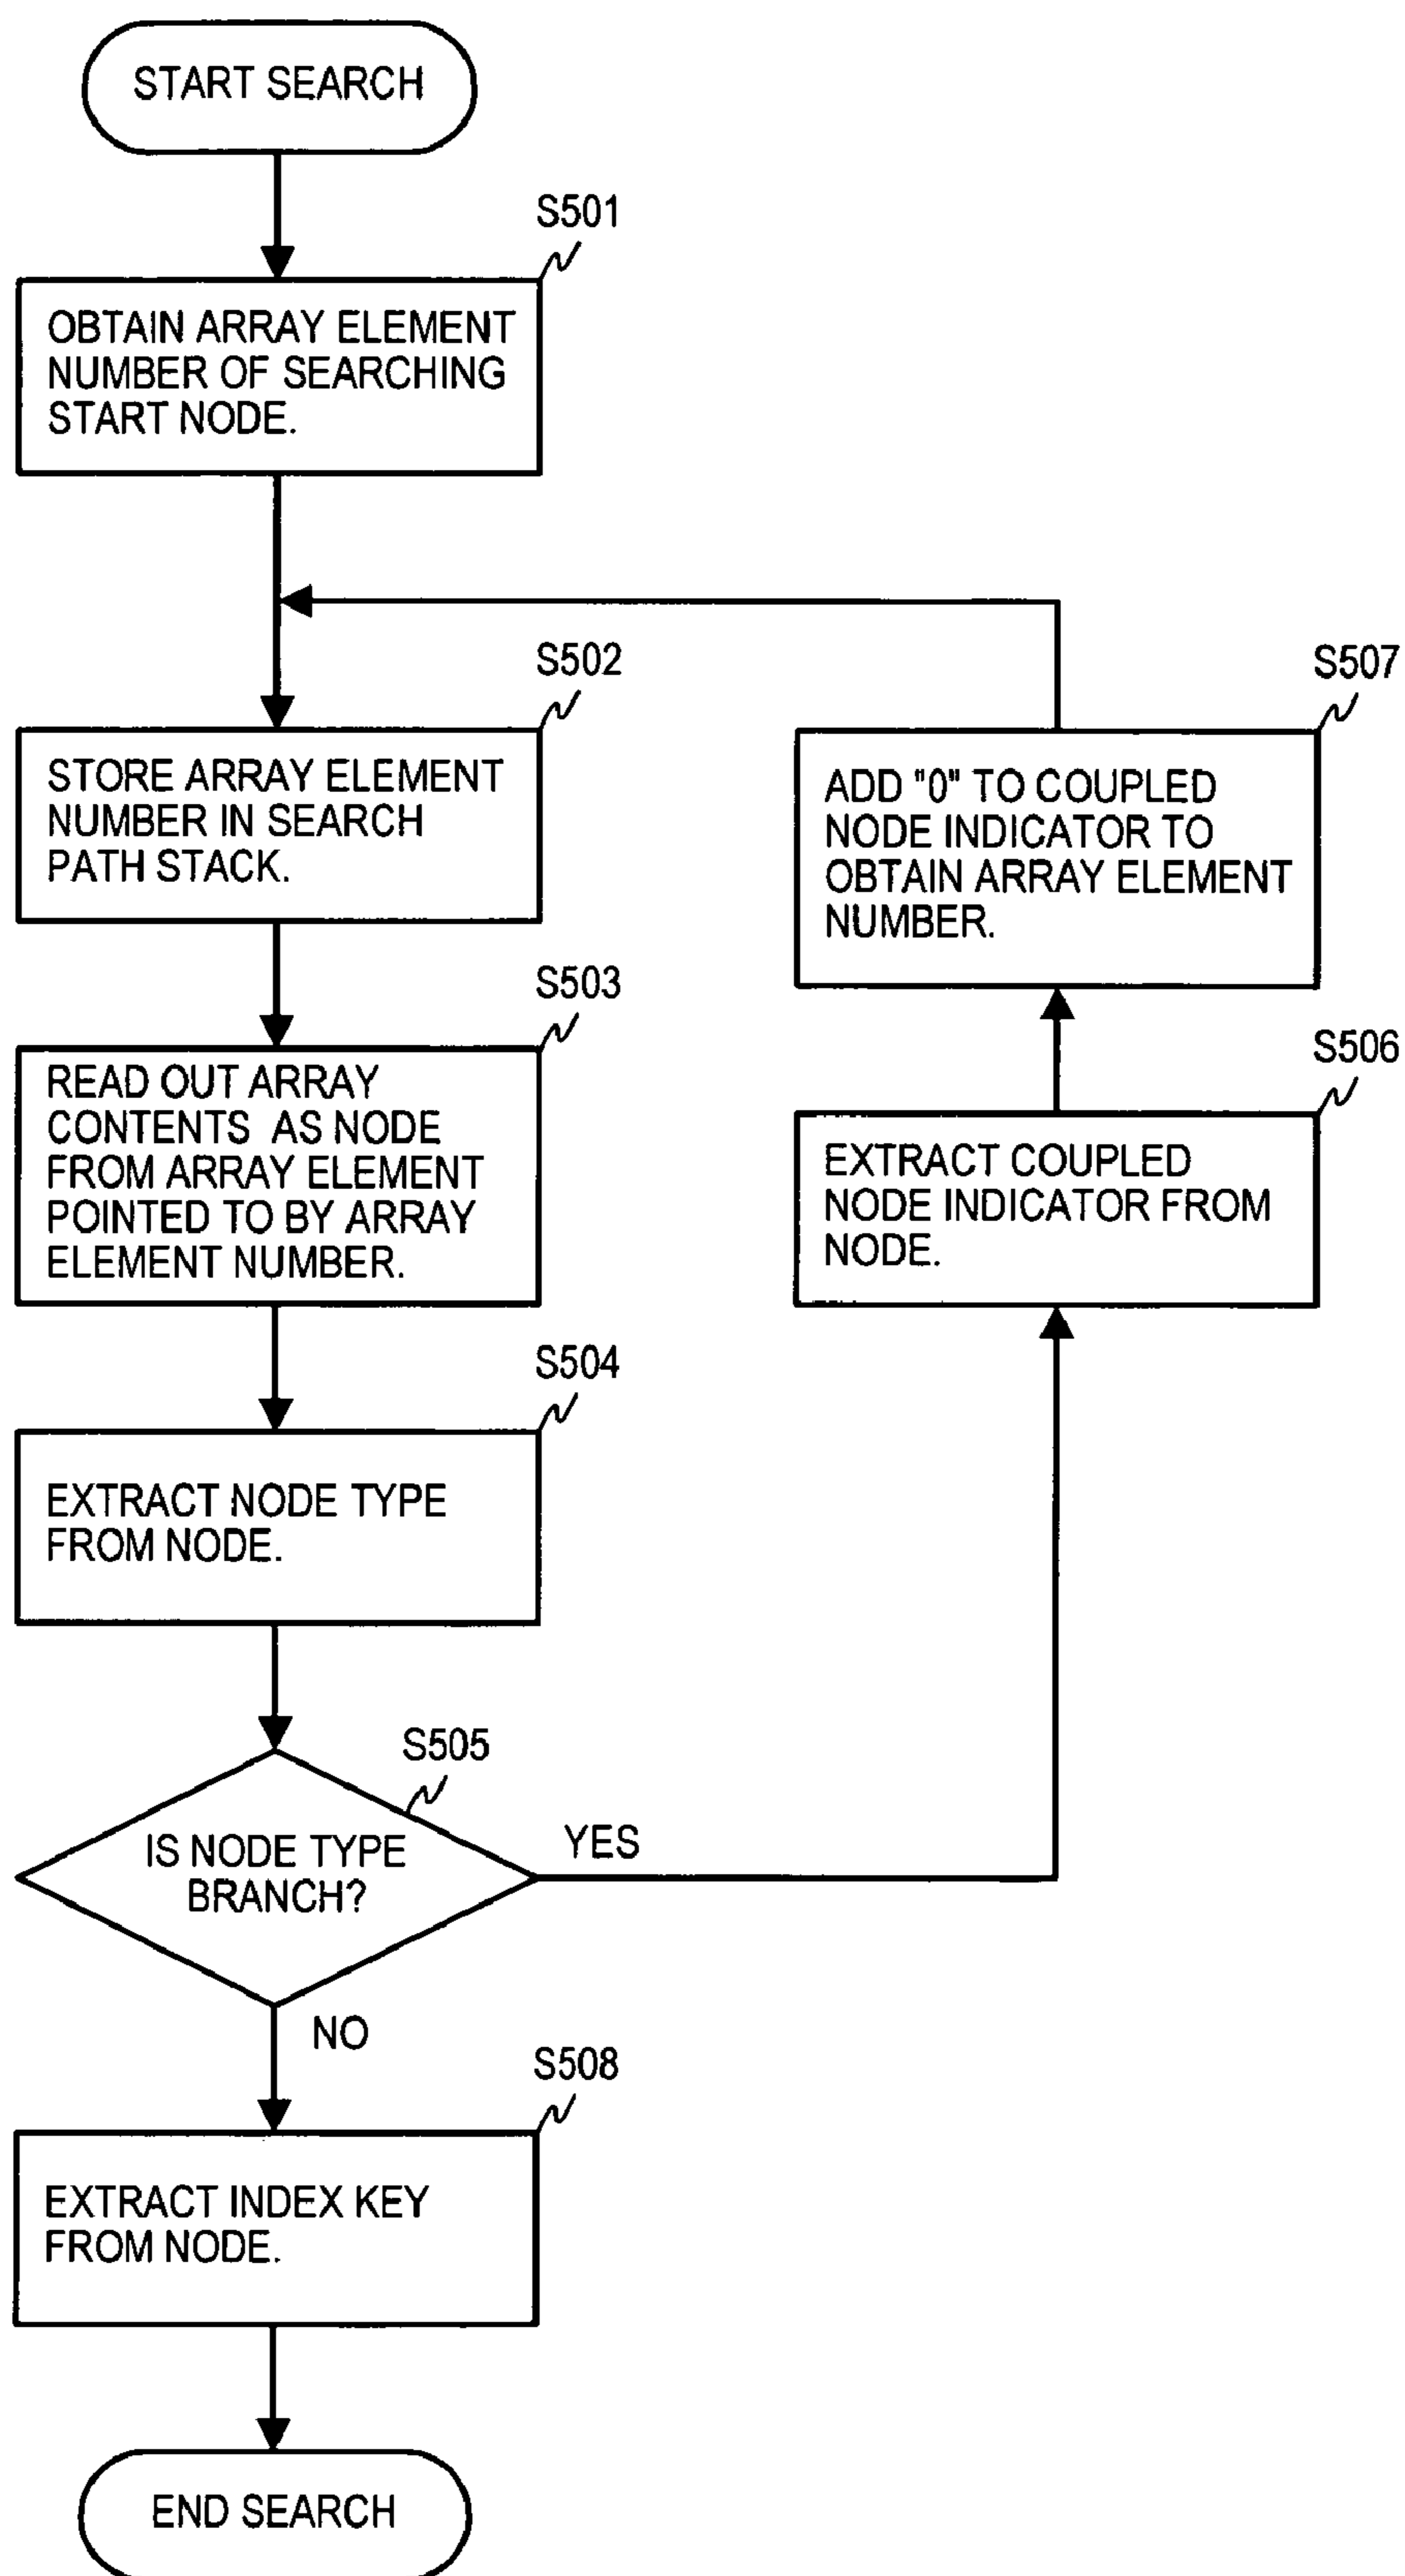 START SEARCH
S501
OBTAIN ARRAY ELEMENT
NUMBER OF SEARCHING
START NODE.
S502
STORE ARRAY ELEMENT
NUMBER IN SEARCH
PATH STACK.
S503
READ OUT ARRAY
CONTENTS AS NODE
FROM ARRAY ELEMENT
POINTED TO BY ARRAY
ELEMENT NUMBER.
S504
EXTRACT NODE TYPE
FROM NODE.
S505
IS NODE TYPE
BRANCH?
YES
NO
S506
EXTRACT COUPLED
NODE INDICATOR FROM
NODE.
S507
ADD "0" TO COUPLED
NODE INDICATOR TO
OBTAIN ARRAY ELEMENT
NUMBER.
S508
EXTRACT INDEX KEY
FROM NODE.
END SEARCH